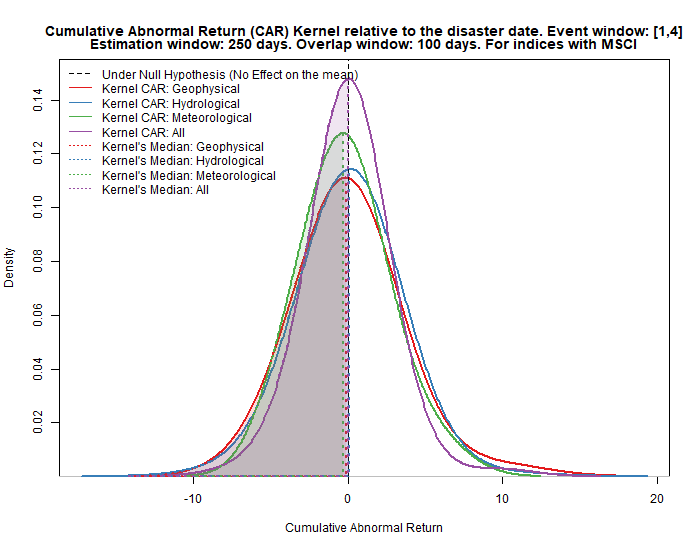 Cumulative Abnormal Return (CAR) Kernel relative to the disaster date. Event window: [1,4]
Estimation window: 250 days. Overlap window: 100 days. For indices with MSCI
Under Null Hypothesis (No Effect on the mean)
Kernel CAR: Geophysical
Kernel CAR: Hydrological
Kernel CAR: Meteorological
Kernel CAR: All
Kernel's Median: Geophysical
Kernel's Median: Hydrological
Kernel's Median: Meteorological
Kernel's Median: All
Density
0.14
0.12
0.10
0.08
0.06
0.04
0.02
-10 0 10 20
Cumulative Abnormal Return